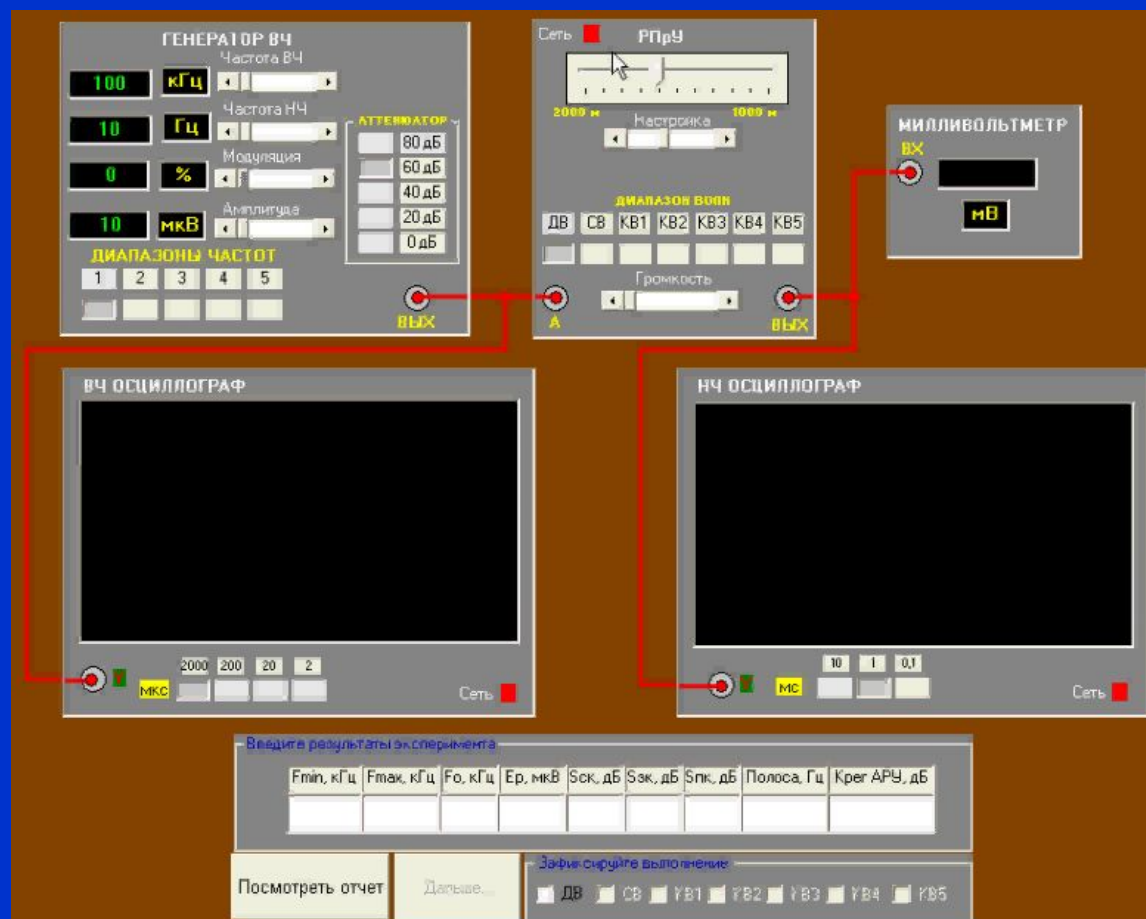 ГЕНЕРАТОР ВЧ
Частота ВЧ
100 кГц
Частота НЧ
10 Гц
Модуляция
0 %
Амплитуда
10 мкВ
ДИАПАЗОНЫ ЧАСТОТ
1 2 3 4 5
АТТЕНЮАТОР
80 дБ
60 дБ
40 дБ
20 дБ
0 дБ
ВЫХ
Сеть РПрУ
2000 м 1000 м
Настройка
ДИАПАЗОН ВОЛН
ДВ СВ КВ1 КВ2 КВ3 КВ4 КВ5
Громкость
А ВЫХ
МИЛЛИВОЛЬТМЕТР
ВХ
мВ
ВЧ ОСЦИЛЛОГРАФ
2000 200 20 2
Y мкс
Сеть
НЧ ОСЦИЛЛОГРАФ
10 1 0,1
Y мс
Сеть
Введите результаты эксперимента
Fmin, кГц Fmax, кГц Fo, кГц Ер, мкВ Sск, дБ Sзк, дБ Sпк, дБ Полоса, Гц Крег АРУ, дБ
Посмотреть отчет
Дальше...
Зафиксируйте выполнение
ДВ СВ КВ1 КВ2 КВ3 КВ4 КВ5